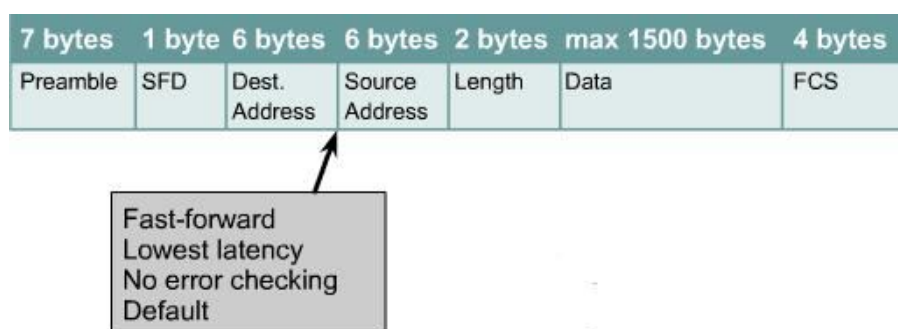 7 bytes 1 byte 6 bytes 6 bytes 2 bytes max 1500 bytes 4 bytes
Preamble SFD Dest. Address Source Address Length Data FCS
Fast-forward
Lowest latency
No error checking
Default